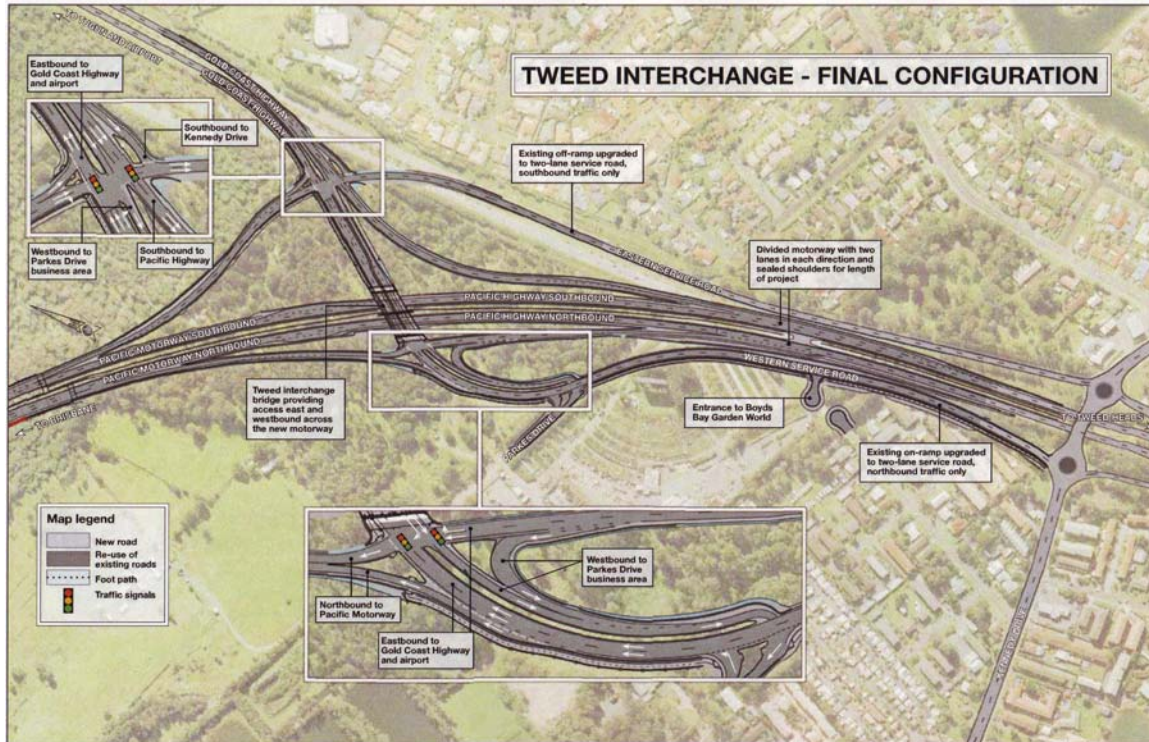 TWEED INTERCHANGE - FINAL CONFIGURATION
GOLD COAST HIGHWAY
GOLD COAST HIGHWAY
Eastbound to
Gold Coast Highway
and airport
Southbound to
Kennedy Drive
Westbound to
Parkes Drive
business area
Southbound to
Pacific Highway
Existing off-ramp upgraded
to two-lane service road,
southbound traffic only
EASTERN SERVICE ROAD
Divided motorway with two
lanes in each direction and
sealed shoulders for length
of project
PACIFIC HIGHWAY SOUTHBOUND
PACIFIC HIGHWAY NORTHBOUND
PACIFIC MOTORWAY SOUTHBOUND
PACIFIC MOTORWAY NORTHBOUND
WESTERN SERVICE ROAD
TO BRISBANE
Tweed interchange
bridge providing
access east and
westbound across
the new motorway
PARKES DRIVE
Entrance to Boyds
Bay Garden World
TO TWEED HEADS
Existing on-ramp upgraded
to two-lane service road,
northbound traffic only
KENNEDY DRIVE
Map legend
New road
Re-use of
existing roads
Foot path
Traffic signals
Westbound to
Parkes Drive
business area
Northbound to
Pacific Motorway
Eastbound to
Gold Coast Highway
and airport